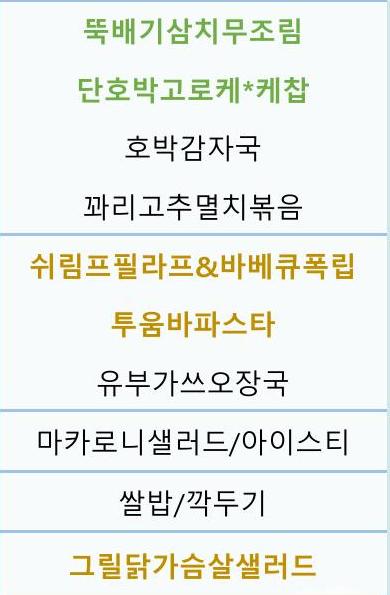 뚝배기삼치무조림
단호박고로케*케찹
호박감자국
꽈리고추멸치볶음
쉬림프필라프&바베큐폭립
투움바파스타
유부가쓰오장국
마카로니샐러드/아이스티
쌀밥/깍두기
그릴닭가슴살샐러드